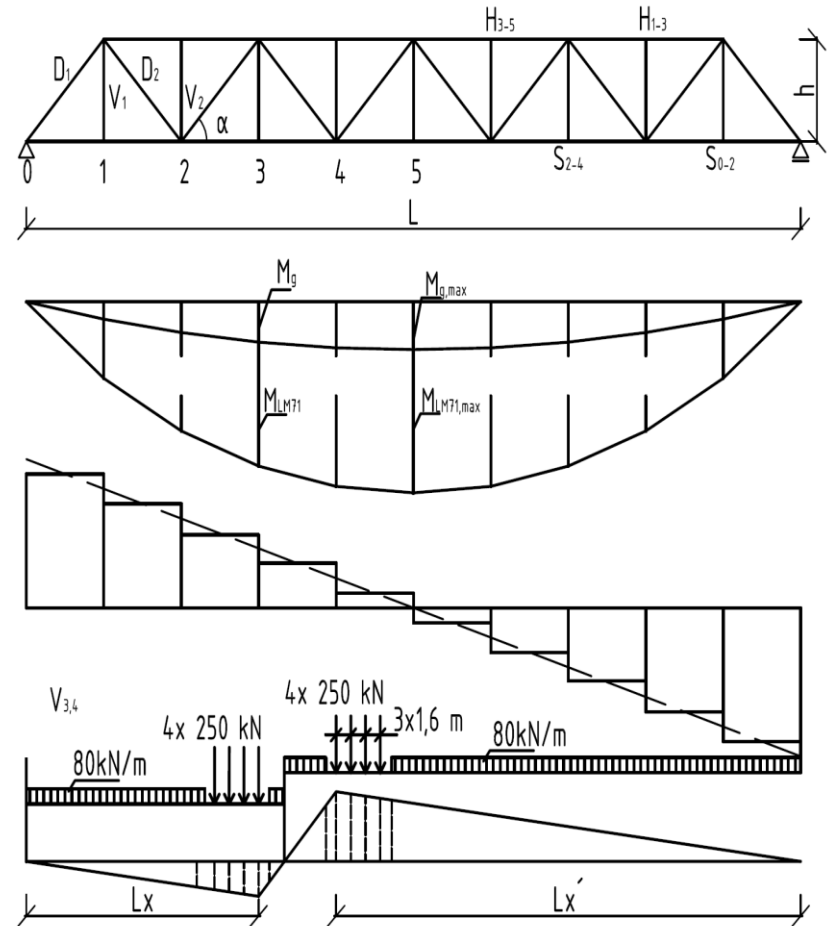 H3-5
H1-3
D1
D2
V1
V2
α
h
S2-4
S0-2
0 1 2 3 4 5
L
Mg
Mg,max
MLM71
MLM71,max
V3,4
4x 250 kN
4x 250 kN
3x1,6 m
80kN/m
80kN/m
Lx
Lx´